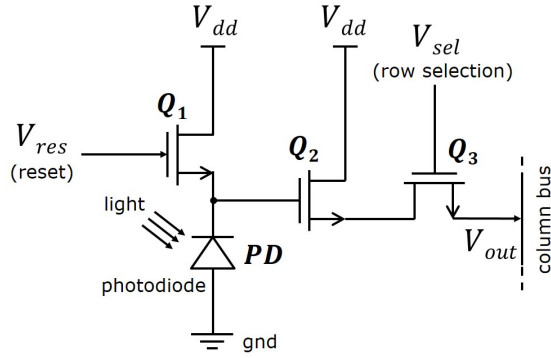 V_dd
V_dd
V_sel
(row selection)
Q_1
V_res
(reset)
Q_2
Q_3
light
PD
photodiode
V_out
column bus
gnd